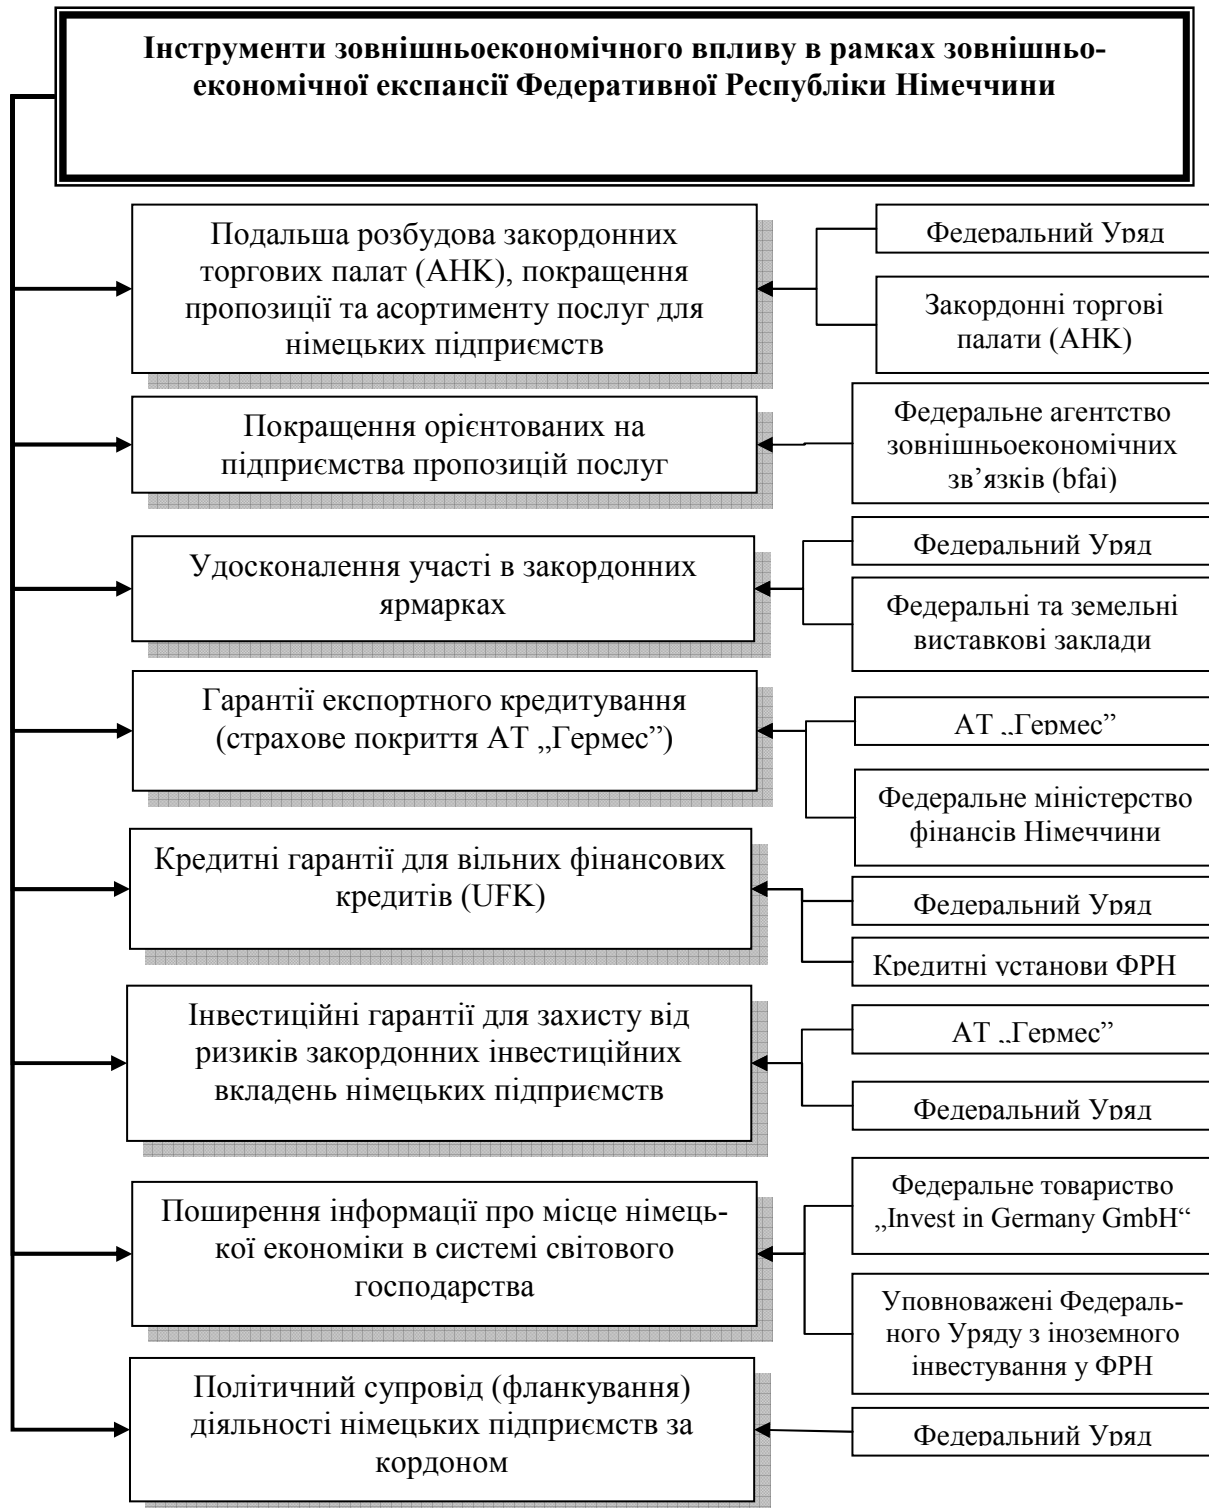 Інструменти зовнішньоекономічного впливу в рамках зовнішньо-
економічної експансії Федеративної Республіки Німеччини
Подальша розбудова закордонних
торгових палат (АНК), покращення
пропозиції та асортименту послуг для
німецьких підприємств
Федеральний Уряд
Закордонні торгові
палати (АНК)
Покращення орієнтованих на
підприємства пропозицій послуг
Федеральне агентство
зовнішньоекономічних
зв’язків (bfai)
Удосконалення участі в закордонних
ярмарках
Федеральний Уряд
Федеральні та земельні
виставкові заклади
Гарантії експортного кредитування
(страхове покриття АТ „Гермес”)
АТ „Гермес”
Федеральне міністерство
фінансів Німеччини
Кредитні гарантії для вільних фінансових
кредитів (UFK)
Федеральний Уряд
Кредитні установи ФРН
Інвестиційні гарантії для захисту від
ризиків закордонних інвестиційних
вкладень німецьких підприємств
АТ „Гермес”
Федеральний Уряд
Поширення інформації про місце німець-
кої економіки в системі світового
господарства
Федеральне товариство
„Invest in Germany GmbH“
Уповноважені Федераль-
ного Уряду з іноземного
інвестування у ФРН
Політичний супровід (фланкування)
діяльності німецьких підприємств за
кордоном
Федеральний Уряд